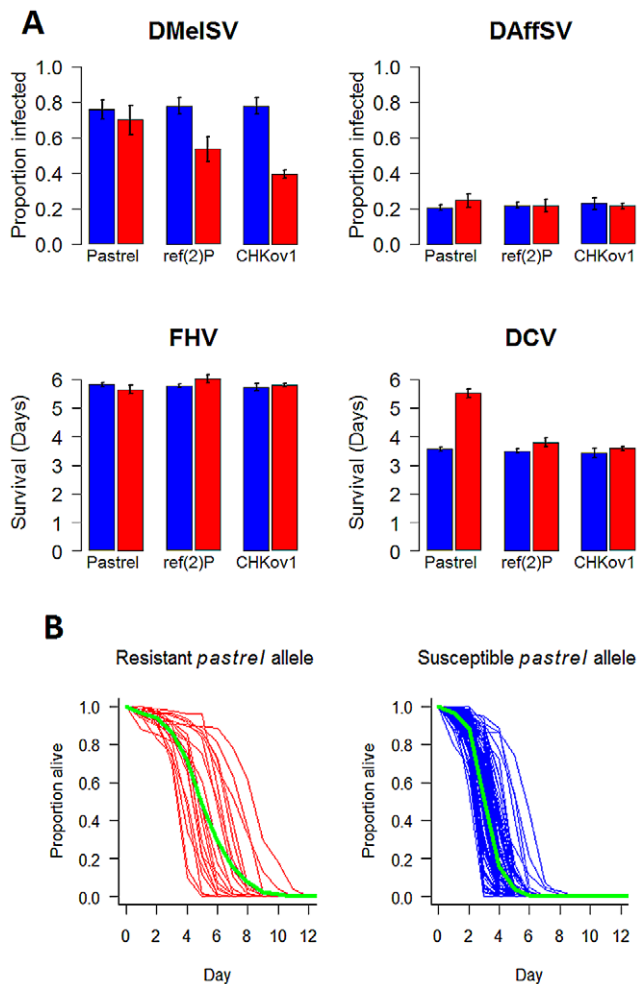 A
DMelSV
DAffSV
Proportion infected
1.0
0.8
0.6
0.4
0.2
0.0
Pastrel ref(2)P CHKov1
Proportion infected
1.0
0.8
0.6
0.4
0.2
0.0
Pastrel ref(2)P CHKov1
FHV
DCV
Survival (Days)
6
5
4
3
2
1
0
Pastrel ref(2)P CHKov1
Survival (Days)
6
5
4
3
2
1
0
Pastrel ref(2)P CHKov1
B
Resistant pastrel allele
Susceptible pastrel allele
Proportion alive
1.0
0.8
0.6
0.4
0.2
0.0
0 2 4 6 8 10 12
Day
Proportion alive
1.0
0.8
0.6
0.4
0.2
0.0
0 2 4 6 8 10 12
Day